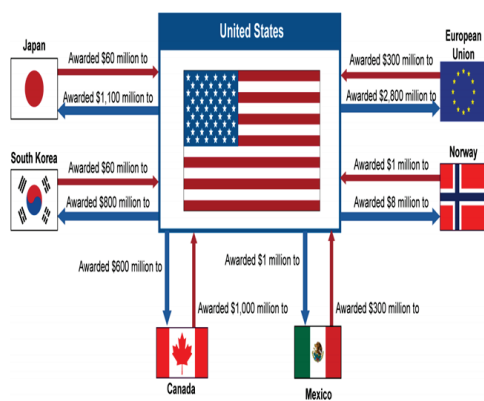 United States
Japan
Awarded $60 million to
Awarded $1,100 million to
European
Union
Awarded $300 million to
Awarded $2,800 million to
South Korea
Awarded $60 million to
Awarded $800 million to
Norway
Awarded $1 million to
Awarded $8 million to
Awarded $600 million to
Awarded $1,000 million to
Canada
Awarded $1 million to
Awarded $300 million to
Mexico